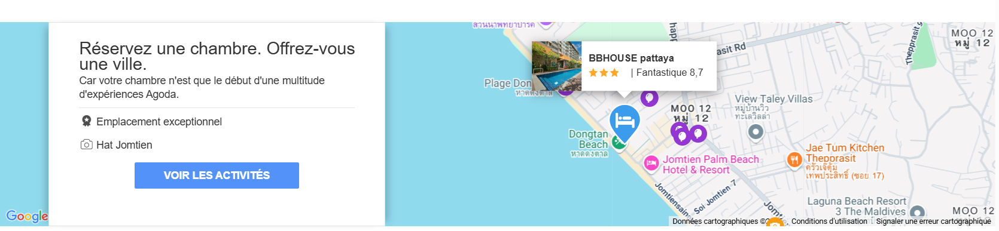 Réservez une chambre. Offrez-vous
une ville.
Car votre chambre n'est que le début d'une multitude
d'expériences Agoda.
Emplacement exceptionnel
Hat Jomtien
VOIR LES ACTIVITÉS
Google
สวนน้ำพัทยาปาร์ค
BBHOUSE pattaya
| Fantastique 8,7
Plage Don
หาดดงตาล
Dongtan
Beach
หาดดงตาล
asit Rd
Thepprasit
MOO 12
หมู่ 12
MOO 12
หมู่ 12
View Taley Villas
หมู่บ้านวิว
ทะเลวิลล่า
Jomtien Palm Beach
Hotel & Resort
Jae Tum Kitchen
Thepprasit
ครัวเจ๊ตุ้ม
เทพประสิทธิ์ (ซอย 17)
Soi Jomtien 7
Laguna Beach Resort
3 The Maldives
MOO 12
หมู่ 12
Données cartographiques
Conditions d'utilisation
Signaler une erreur cartographique